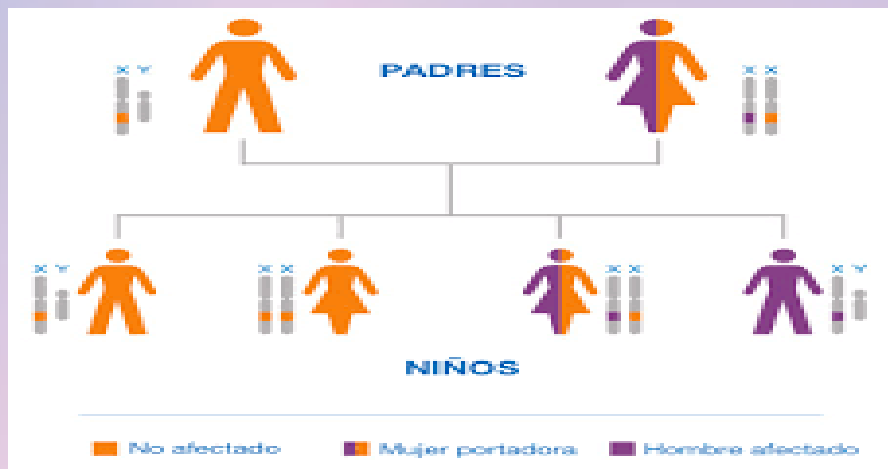 PADRES
X Y
X X
X Y
X X
X X
X Y
NIÑOS
No afectado
Mujer portadora
Hombre afectado